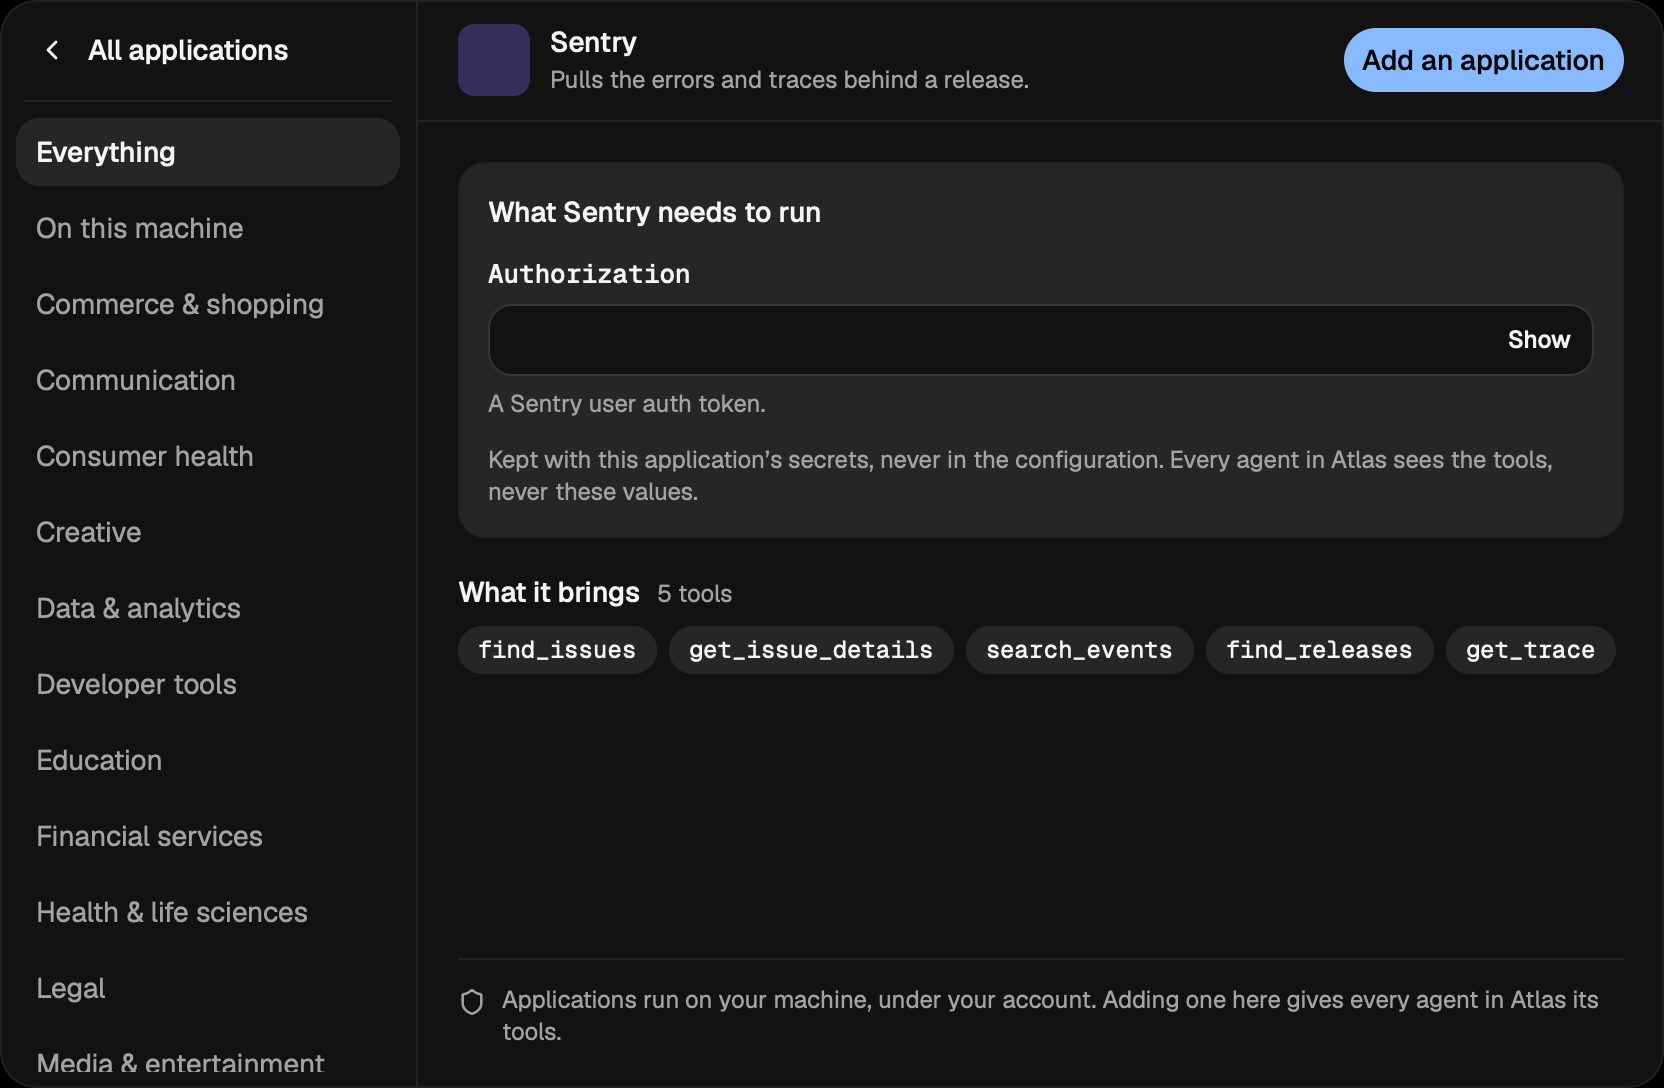 All applications
Everything
On this machine
Commerce & shopping
Communication
Consumer health
Creative
Data & analytics
Developer tools
Education
Financial services
Health & life sciences
Legal
Media & entertainment
Sentry
Pulls the errors and traces behind a release.
Add an application
What Sentry needs to run
Authorization
Show
A Sentry user auth token.
Kept with this application’s secrets, never in the configuration. Every agent in Atlas sees the tools,
never these values.
What it brings 5 tools
find_issues get_issue_details search_events find_releases get_trace
Applications run on your machine, under your account. Adding one here gives every agent in Atlas its
tools.